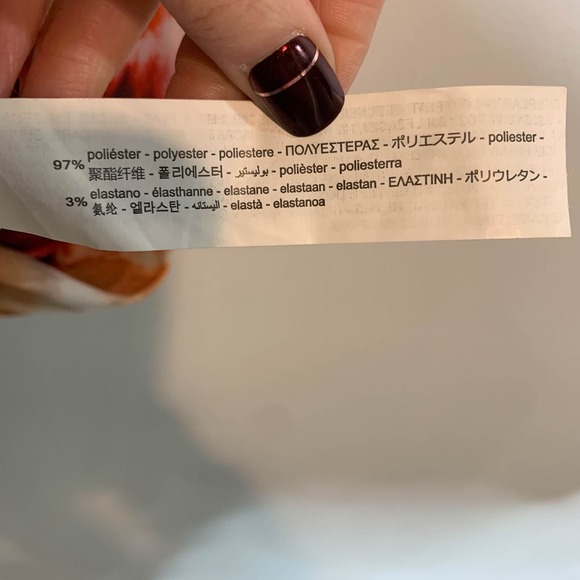 97% poliéster - polyester - poliestere - ΠΟΛΥΕΣΤΕΡΑΣ - ポリエステル - poliester -
聚酯纤维 - 폴리에스터 - بوليستير - polièster - poliesterra
3% elastano - élasthanne - elastane - elastaan - elastan - ΕΛΑΣΤΙΝΗ - ポリウレタン -
氨纶 - 엘라스탄 - اليستانه - elastà - elastanoa